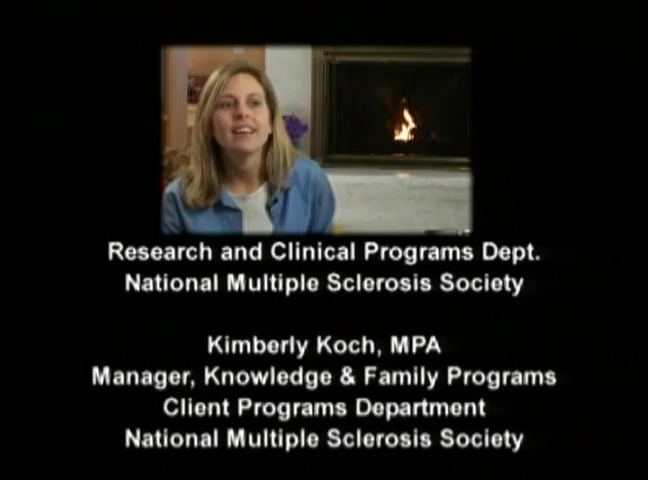 Research and Clinical Programs Dept.
National Multiple Sclerosis Society
Kimberly Koch, MPA
Manager, Knowledge & Family Programs
Client Programs Department
National Multiple Sclerosis Society